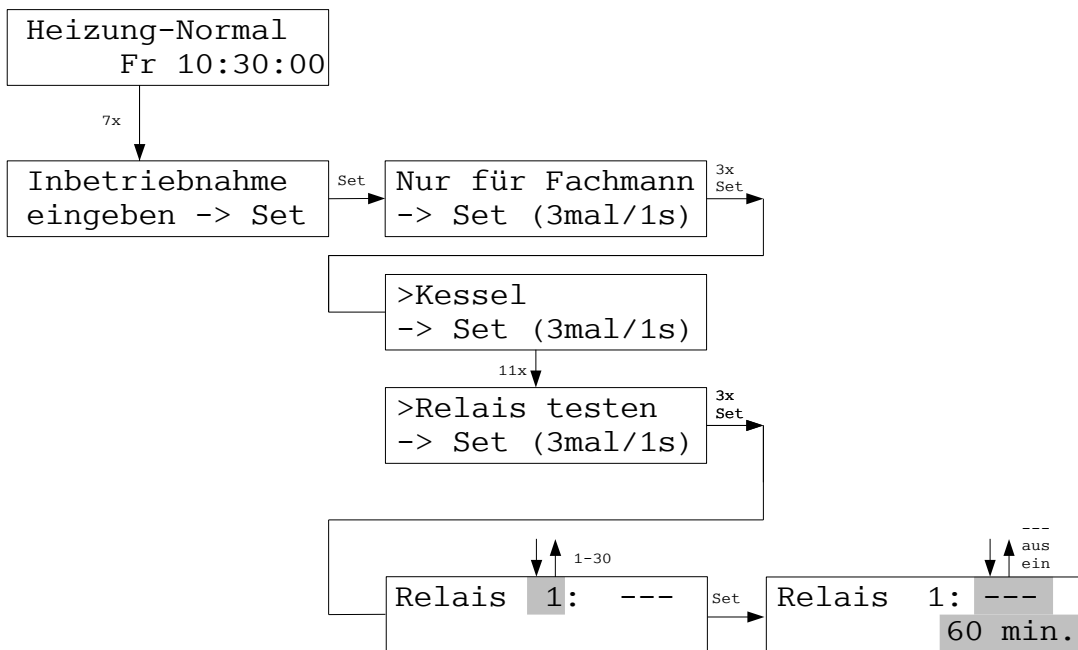 Heizung-Normal
Fr 10:30:00
7x
Inbetriebnahme
eingeben -> Set
Set
Nur für Fachmann
-> Set (3mal/1s)
3x
Set
>Kessel
-> Set (3mal/1s)
11x
>Relais testen
-> Set (3mal/1s)
3x
Set
1-30
Relais 1: ---
Set
---
aus
ein
Relais 1: ---
60 min.